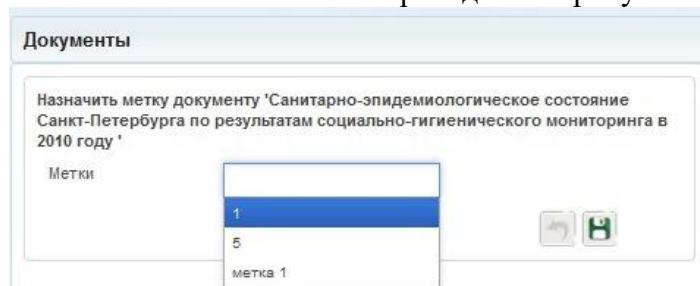 Документы
Назначить метку документу 'Санитарно-эпидемиологическое состояние
Санкт-Петербурга по результатам социально-гигиенического мониторинга в
2010 году '
Метки
1
5
метка 1